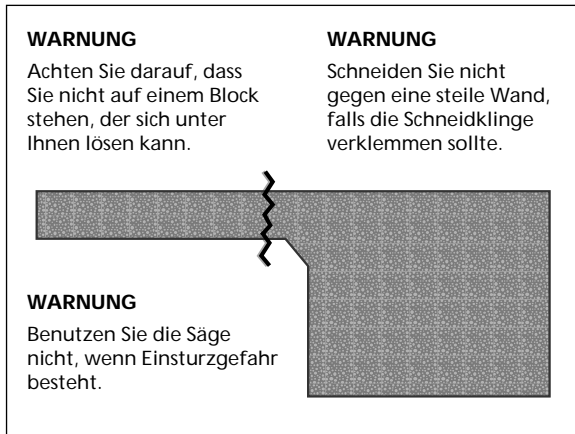 WARNUNG
Achten Sie darauf, dass
Sie nicht auf einem Block
stehen, der sich unter
Ihnen lösen kann.
WARNUNG
Schneiden Sie nicht
gegen eine steile Wand,
falls die Schneidklinge
verklemmen sollte.
WARNUNG
Benutzen Sie die Säge
nicht, wenn Einsturzgefahr
besteht.